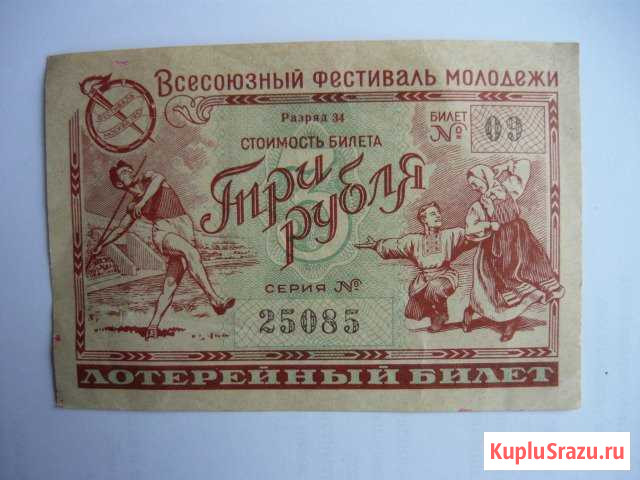 Всесоюзный фестиваль молодежи
Разряд 34
БИЛЕТ № 09
СТОИМОСТЬ БИЛЕТА
3
Три рубля
СЕРИЯ №
25085
ЛОТЕРЕЙНЫЙ БИЛЕТ
KupluSrazu.ru